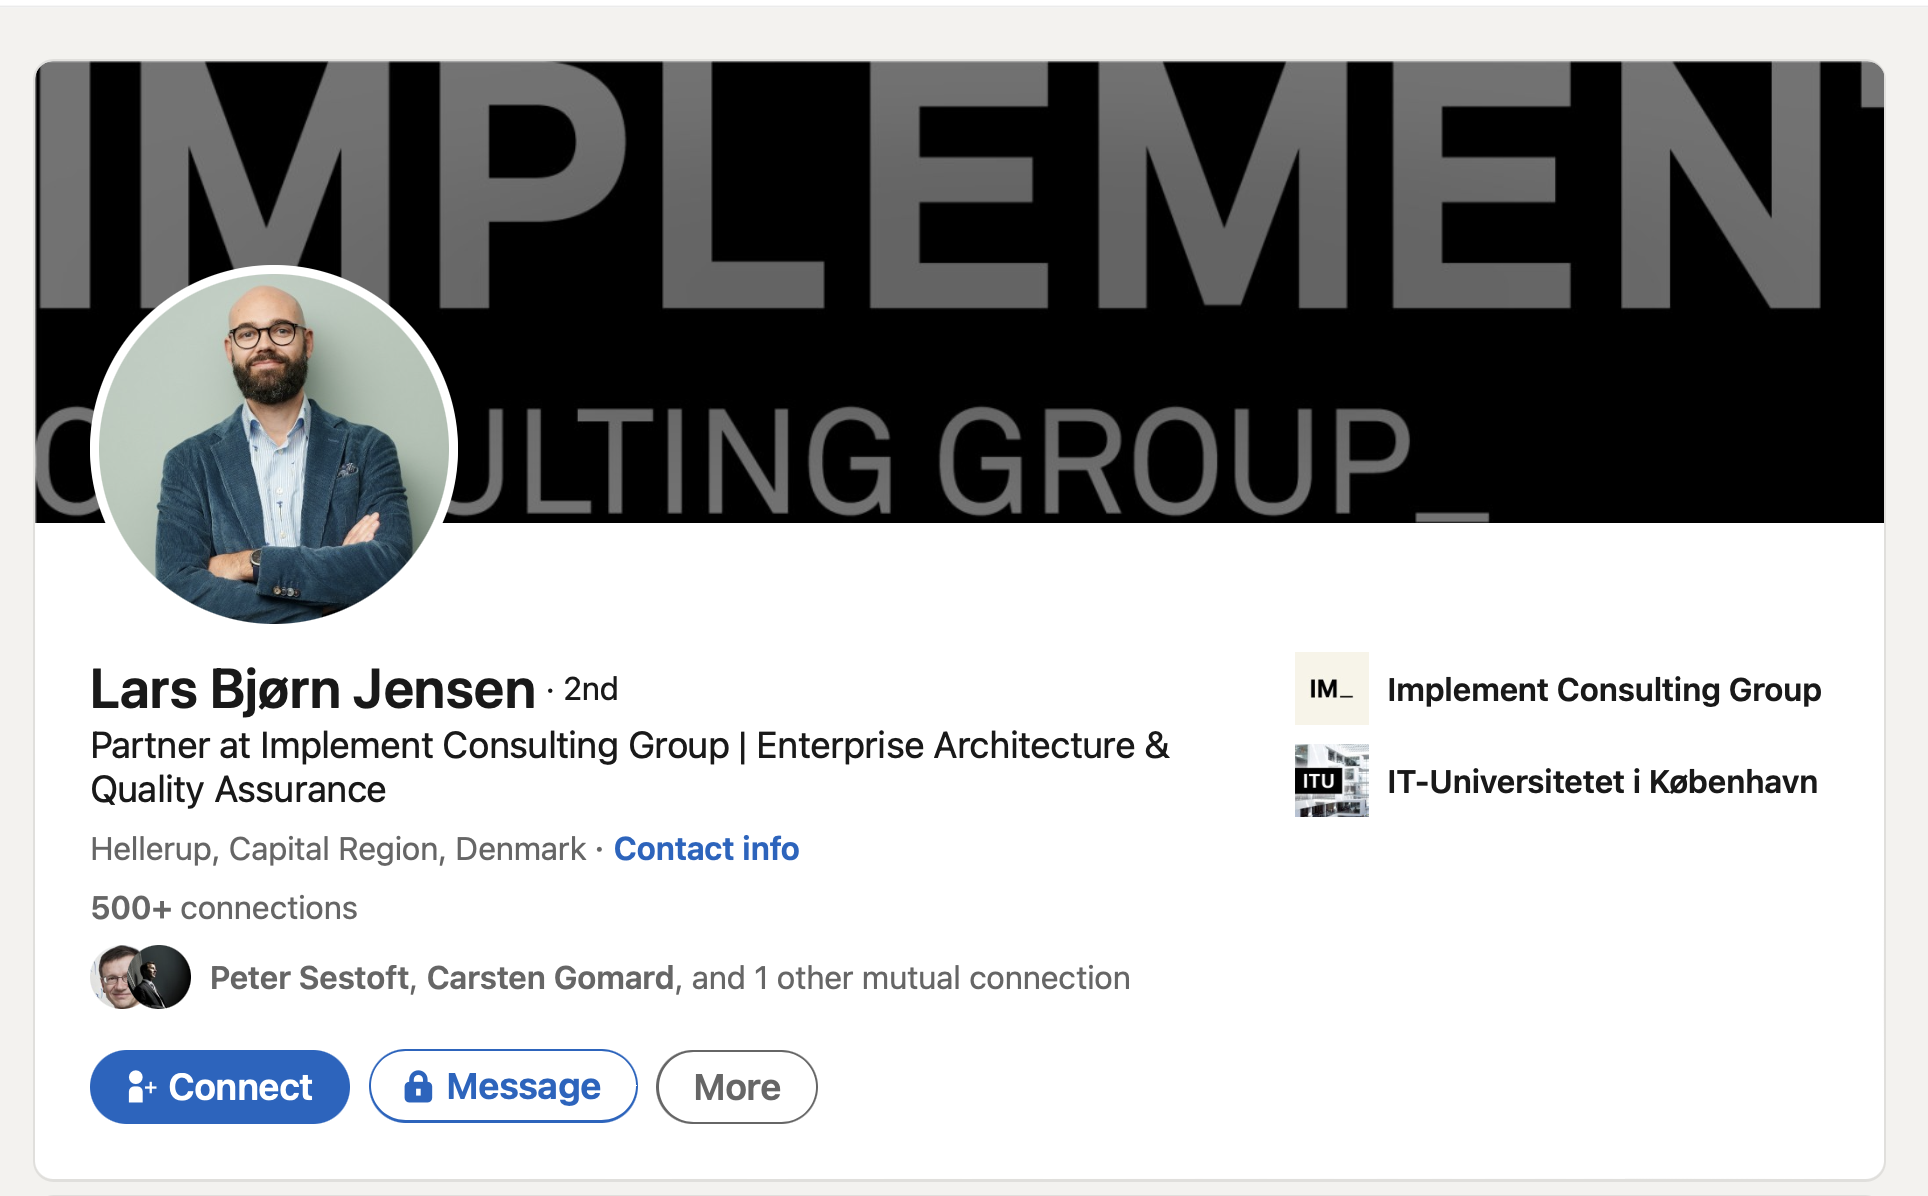 IMPLEMENT
ULTING GROUP_
Lars Bjørn Jensen · 2nd
Partner at Implement Consulting Group | Enterprise Architecture &
Quality Assurance
Hellerup, Capital Region, Denmark · Contact info
500+ connections
Peter Sestoft, Carsten Gomard, and 1 other mutual connection
Connect
Message
More
IM_
Implement Consulting Group
ITU
IT-Universitetet i København